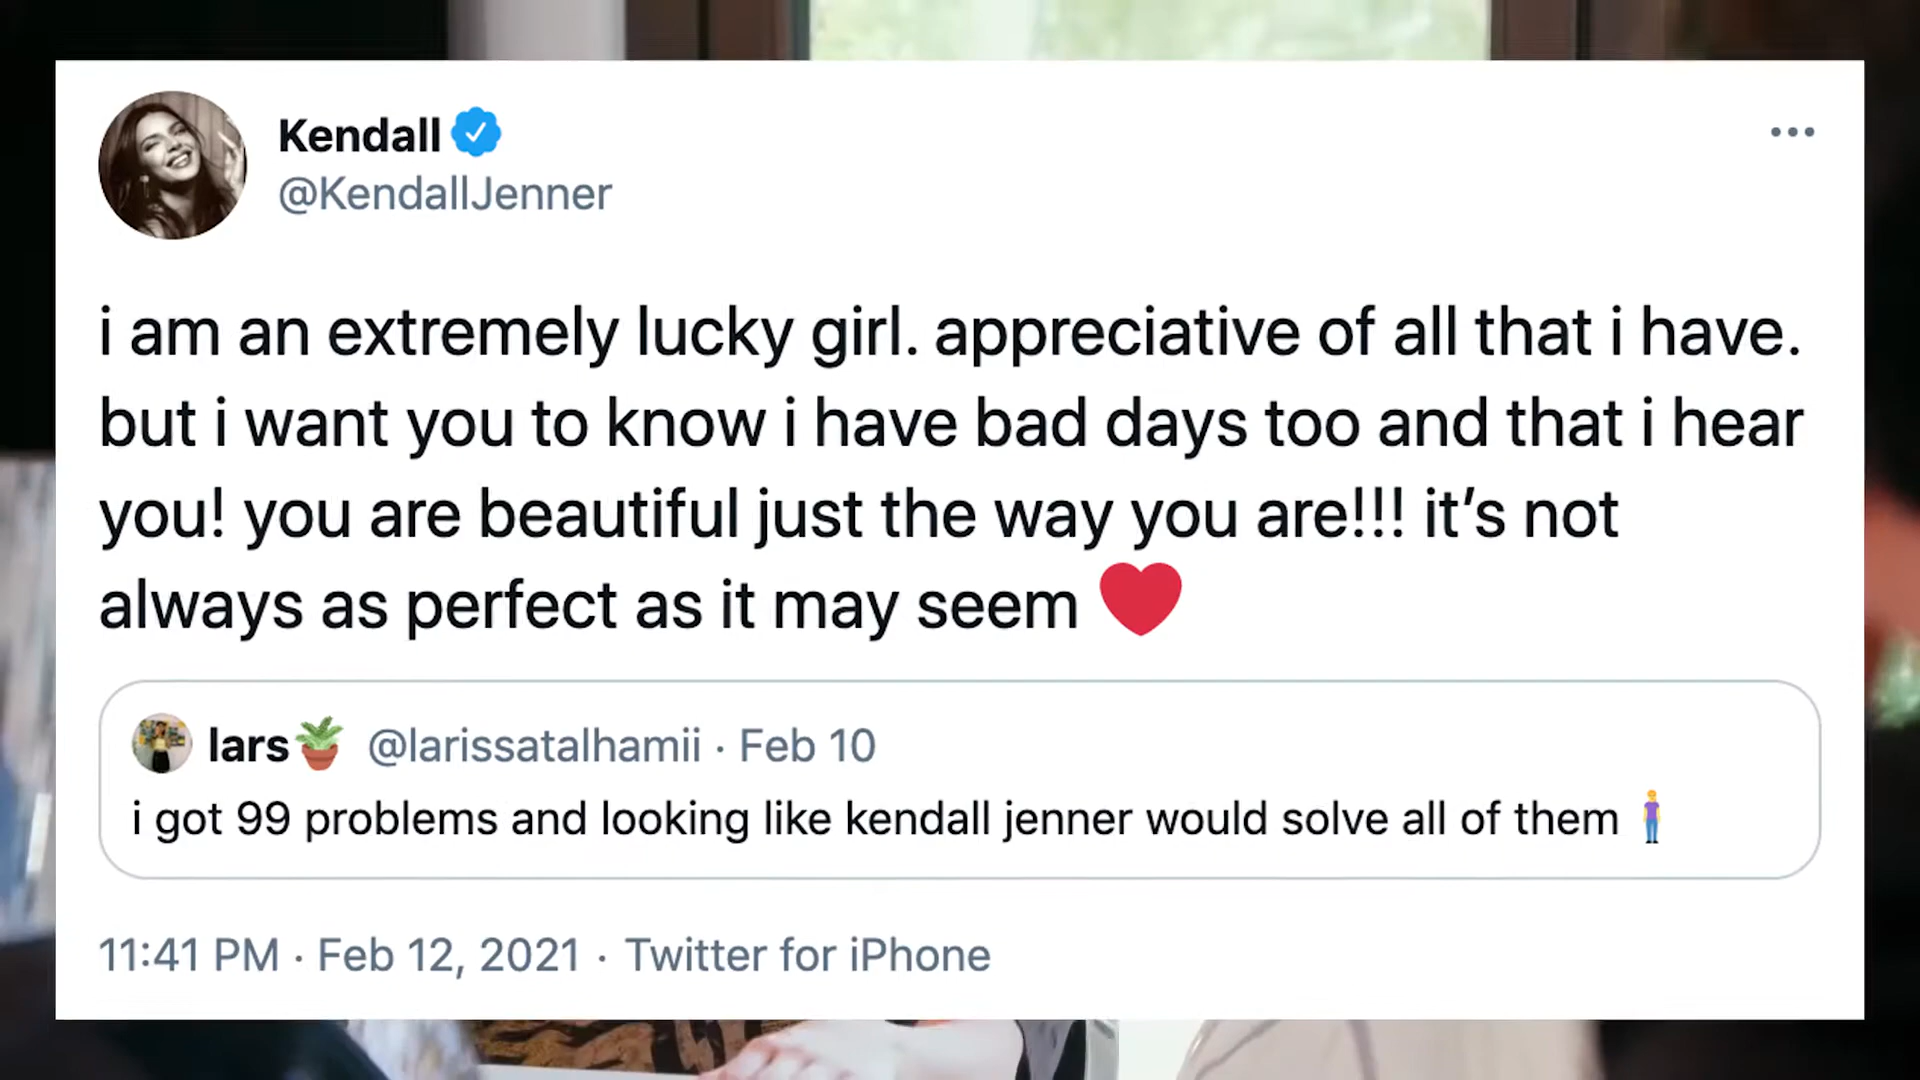 Kendall
@KendallJenner
i am an extremely lucky girl. appreciative of all that i have.
but i want you to know i have bad days too and that i hear
you! you are beautiful just the way you are!!! it’s not
always as perfect as it may seem ❤️
lars🪴 @larissatalhamii · Feb 10
i got 99 problems and looking like kendall jenner would solve all of them 🧍‍♀️
11:41 PM · Feb 12, 2021 · Twitter for iPhone